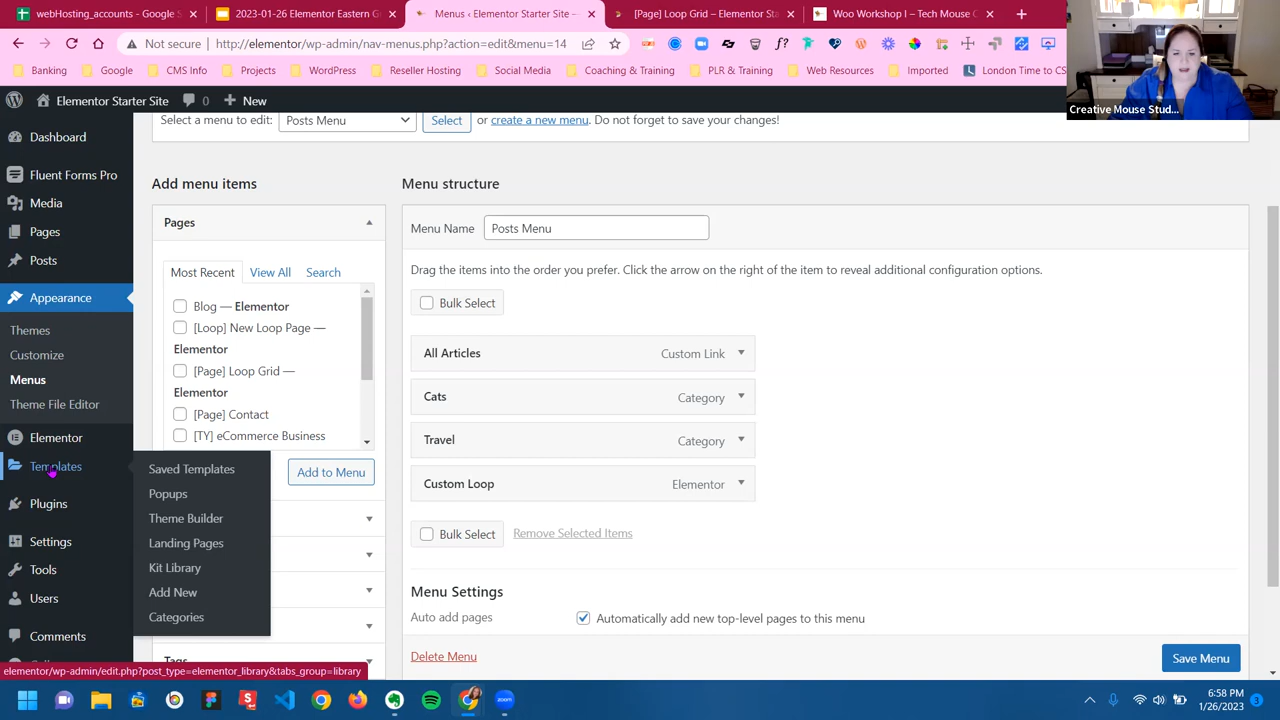 webHosting_accounts - Google S
2023-01-26 Elementor Eastern G
Menus ‹ Elementor Starter Site —
[Page] Loop Grid – Elementor Sta
Woo Workshop I – Tech Mouse C
Not secure
http://elementor/wp-admin/nav-menus.php?
=edit&menu=14
Banking
Google
CMS Info
Projects
WordPress
Media
Coaching & Training
PLR & Training
Web Resources
Imported
London Time to CS
Creative Mouse Stud...
Elementor Starter Site
0
New
Select a menu to edit:
Posts Menu
Select
or create a new menu. Do not forget to save your changes!
Dashboard
Fluent Forms Pro
Media
Pages
Posts
Appearance
Themes
Customize
Menus
Theme File Editor
Elementor
Templates
Plugins
Settings
Tools
Users
Comments
Saved Templates
Popups
Theme Builder
Landing Pages
Kit Library
Add New
Categories
Add menu items
Pages
Most Recent
View All
Search
Blog — Elementor
[Loop] New Loop Page —
Elementor
[Page] Loop Grid —
Elementor
[Page] Contact
[TY] eCommerce Business
Add to Menu
Tags
Menu structure
Menu Name
Posts Menu
Drag the items into the order you prefer. Click the arrow on the right of the item to reveal additional configuration options.
Bulk Select
All Articles
Custom Link
Cats
Category
Travel
Category
Custom Loop
Elementor
Bulk Select
Remove Selected Items
Menu Settings
Auto add pages
Automatically add new top-level pages to this menu
Delete Menu
Save Menu
elementor/wp-admin/edit.php?post_type=elementor_library&tabs_group=library
zoom
6:58 PM
1/26/2023
3